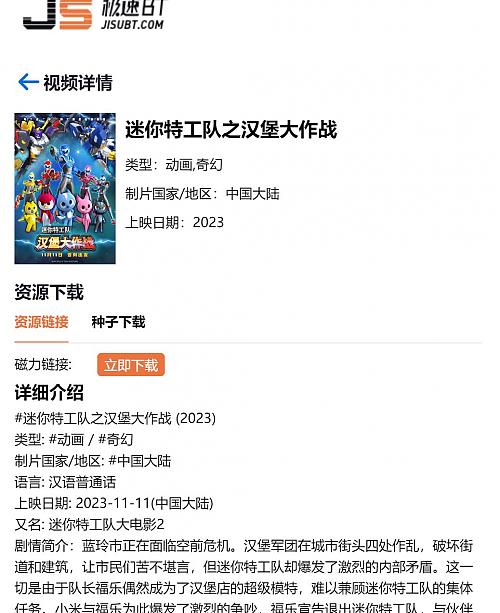 JS 极速BT
JISUBT.COM
← 视频详情
迷你特工队之汉堡大作战
类型：动画,奇幻
制片国家/地区：中国大陆
上映日期：2023
迷你特工队
汉堡大作战
11月11日
资源下载
资源链接 种子下载
磁力链接: 立即下载
详细介绍
#迷你特工队之汉堡大作战 (2023)
类型: #动画 / #奇幻
制片国家/地区: #中国大陆
语言: 汉语普通话
上映日期: 2023-11-11(中国大陆)
又名: 迷你特工队大电影2
剧情简介：蓝玲市正在面临空前危机。汉堡军团在城市街头四处作乱，破坏街
道和建筑，让市民们苦不堪言，但迷你特工队却爆发了激烈的内部矛盾。这一
切是由于队长福乐偶然成为了汉堡店的超级模特，难以兼顾迷你特工队的集体
任务。小米与福乐为此爆发了激烈的争吵，福乐宣告退出迷你特工队，与伙伴